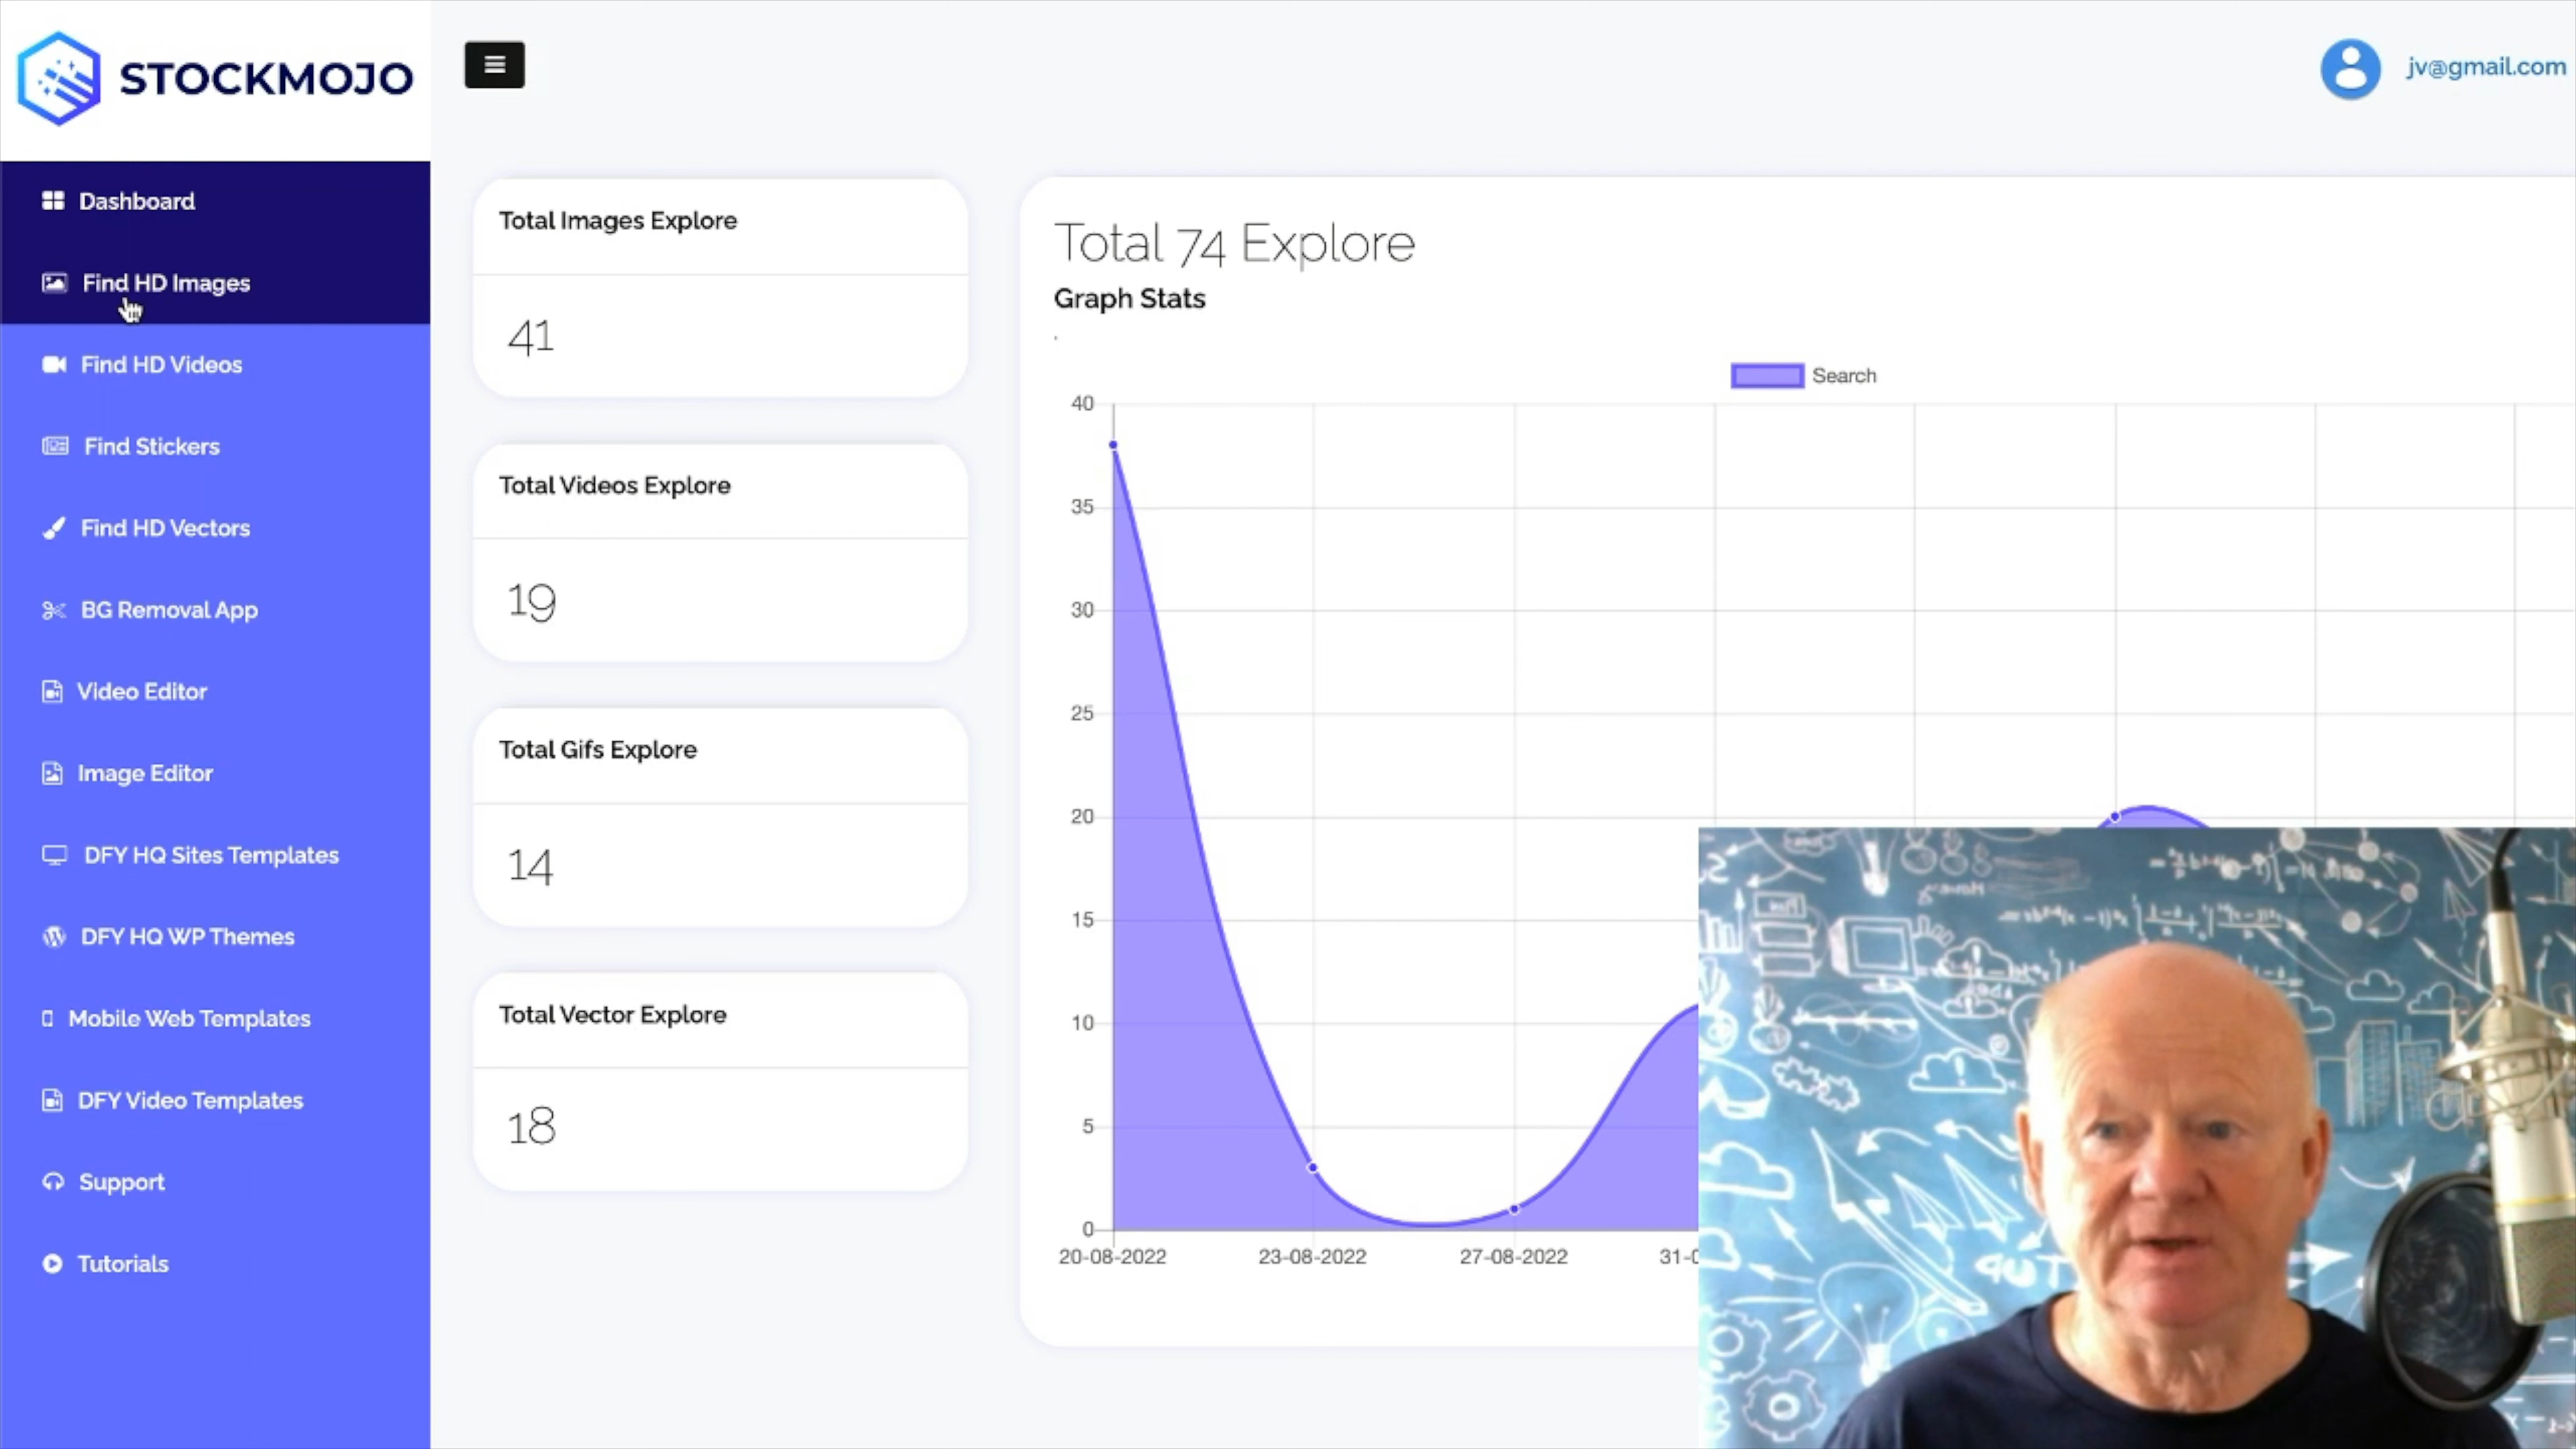 STOCKMOJO
jv@gmail.com
Dashboard
Find HD Images
Find HD Videos
Find Stickers
Find HD Vectors
BG Removal App
Video Editor
Image Editor
DFY HQ Sites Templates
DFY HQ WP Themes
Mobile Web Templates
DFY Video Templates
Support
Tutorials
Total Images Explore
41
Total Videos Explore
19
Total Gifs Explore
14
Total Vector Explore
18
Total 74 Explore
Graph Stats
.
Search
40
35
30
25
20
15
10
5
0
20-08-2022
23-08-2022
27-08-2022